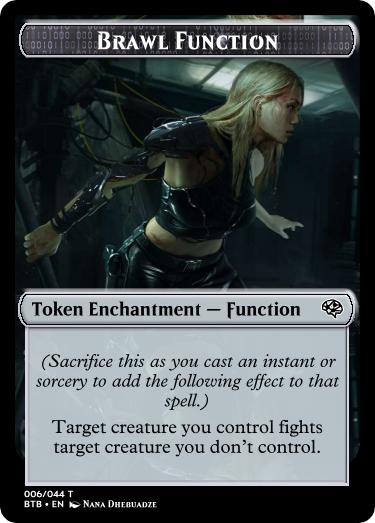 BRAWL FUNCTION
Token Enchantment — Function
(Sacrifice this as you cast an instant or
sorcery to add the following effect to that
spell.)
Target creature you control fights
target creature you don't control.
006/044 T
BTB • EN NANA DHEBUADZE